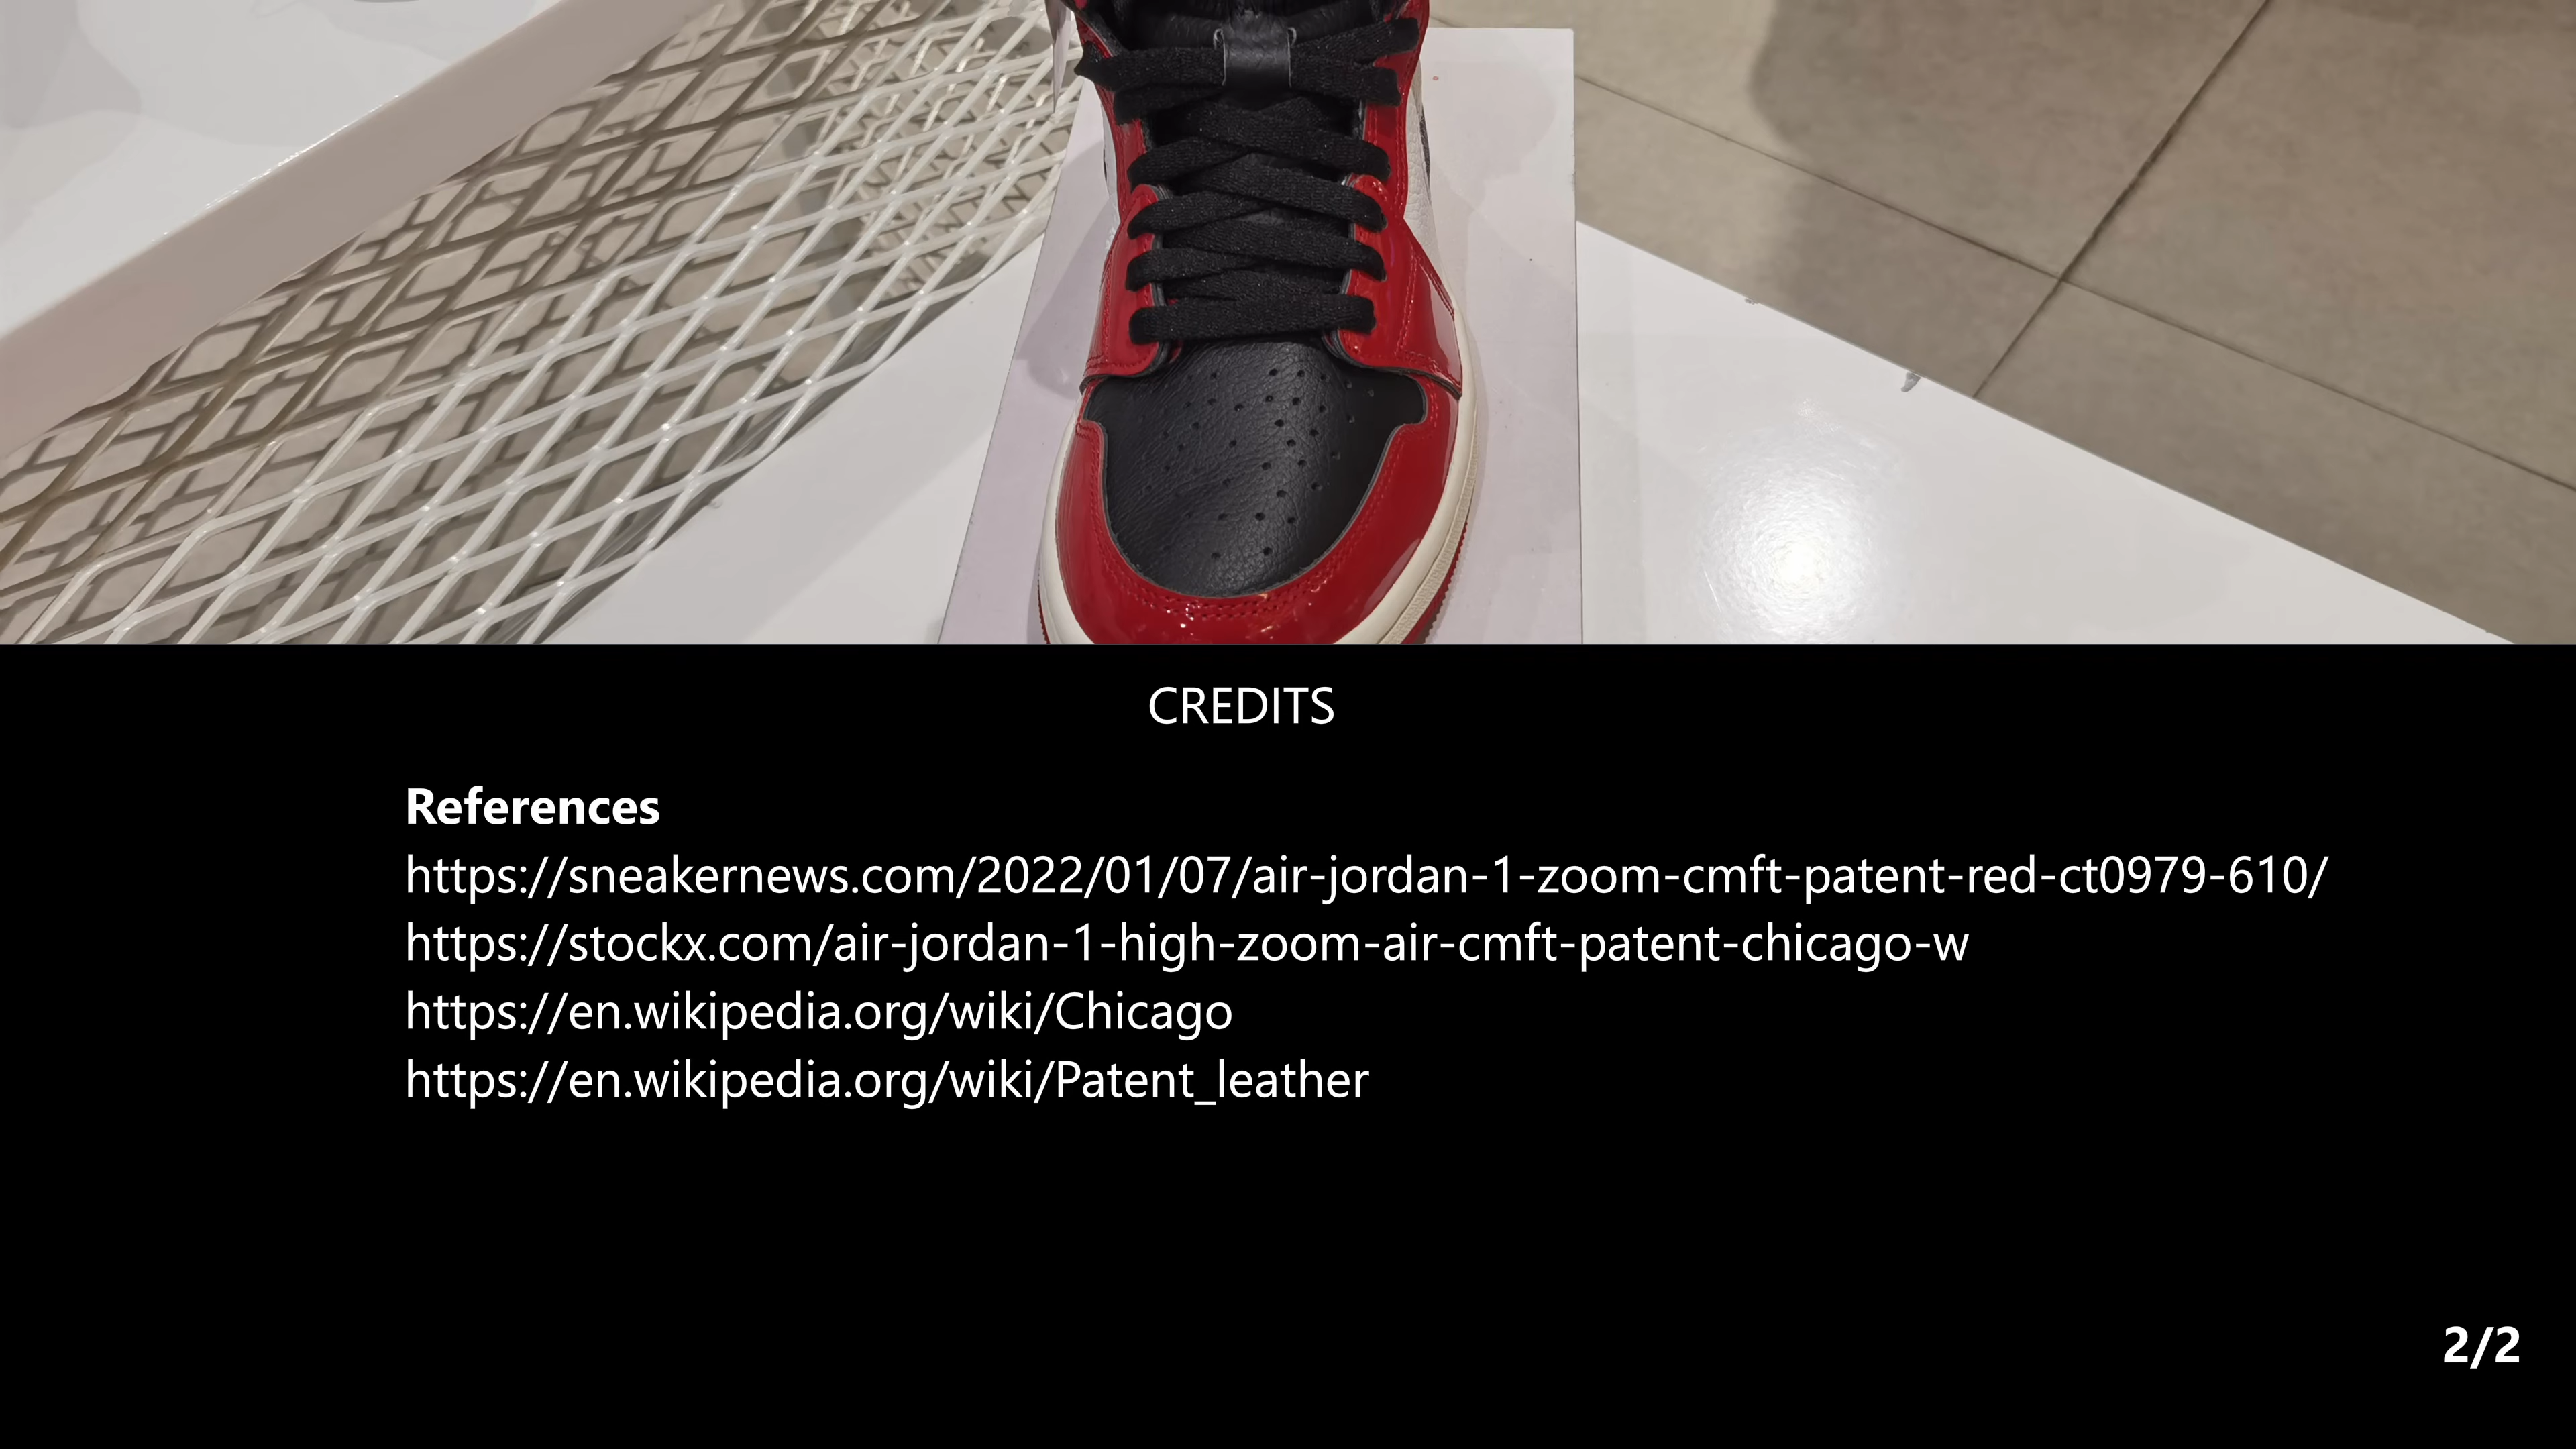 CREDITS
References
https://sneakernews.com/2022/01/07/air-jordan-1-zoom-cmft-patent-red-ct0979-610/
https://stockx.com/air-jordan-1-high-zoom-air-cmft-patent-chicago-w
https://en.wikipedia.org/wiki/Chicago
https://en.wikipedia.org/wiki/Patent_leather
2/2